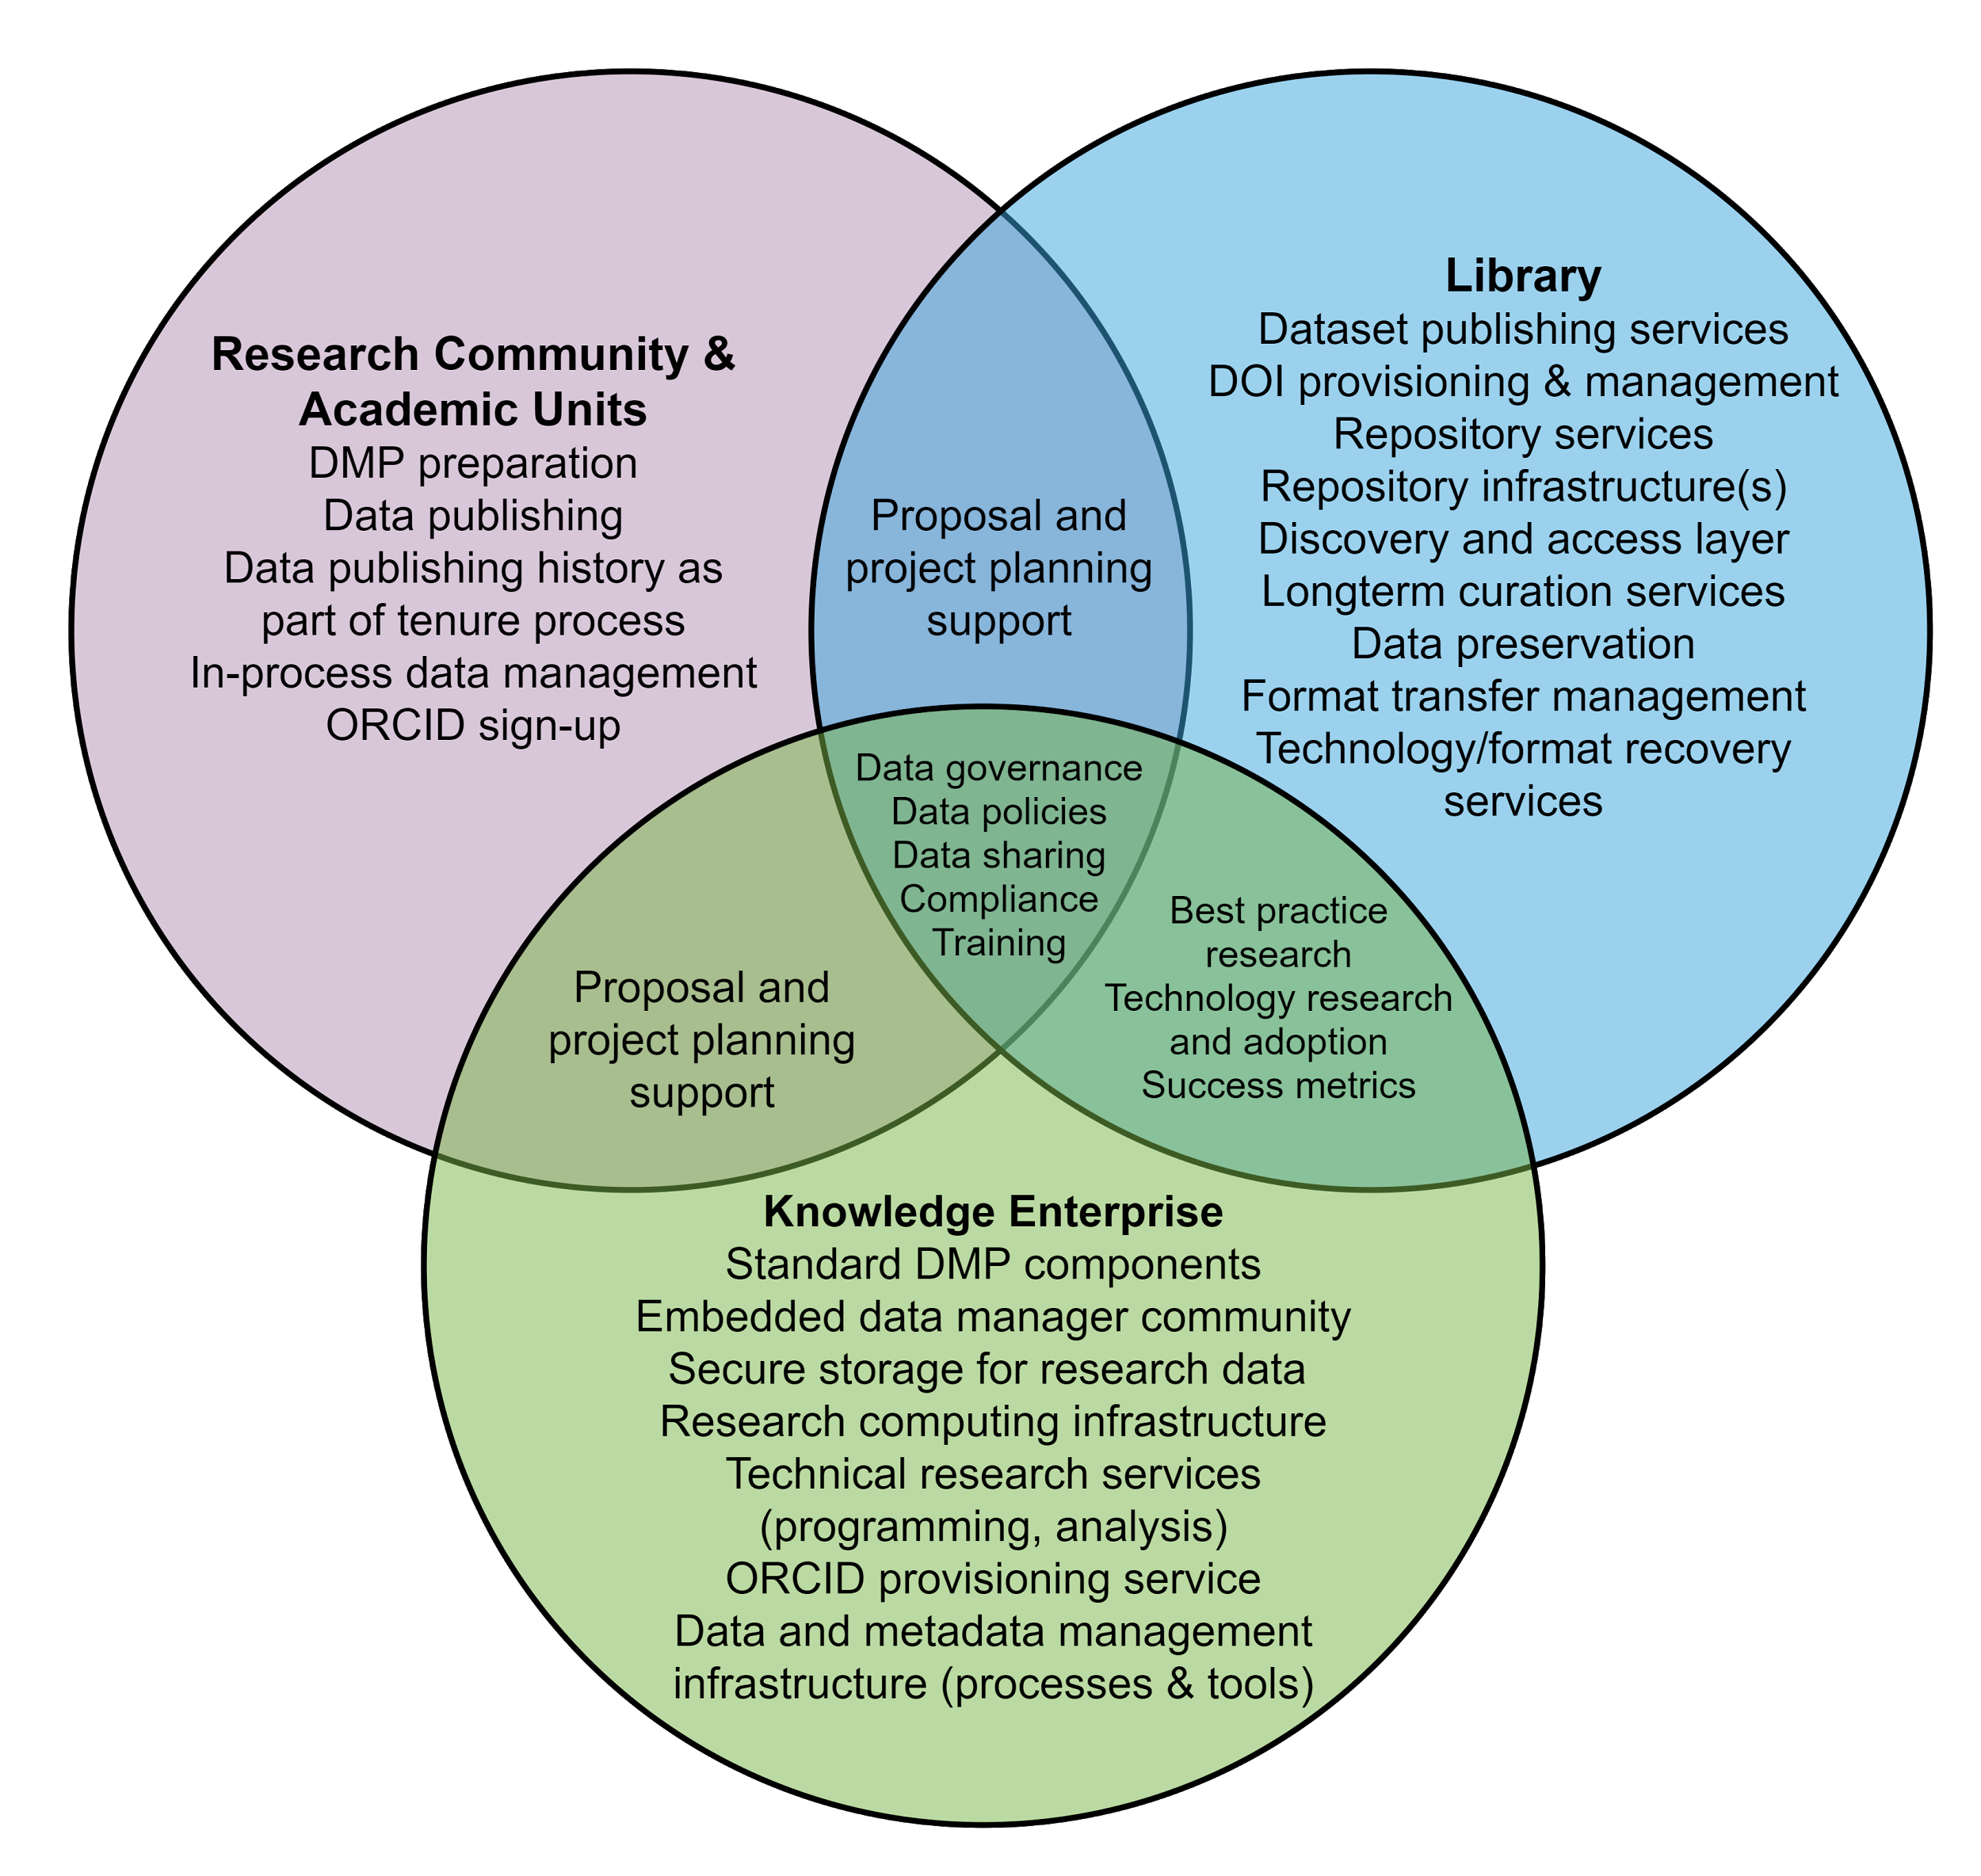 Research Community &
Academic Units
DMP preparation
Data publishing
Data publishing history as
part of tenure process
In-process data management
ORCID sign-up
Proposal and
project planning
support
Library
Dataset publishing services
DOI provisioning & management
Repository services
Repository infrastructure(s)
Discovery and access layer
Longterm curation services
Data preservation
Format transfer management
Technology/format recovery
services
Data governance
Data policies
Data sharing
Compliance
Training
Proposal and
project planning
support
Best practice
research
Technology research
and adoption
Success metrics
Knowledge Enterprise
Standard DMP components
Embedded data manager community
Secure storage for research data
Research computing infrastructure
Technical research services
(programming, analysis)
ORCID provisioning service
Data and metadata management
infrastructure (processes & tools)